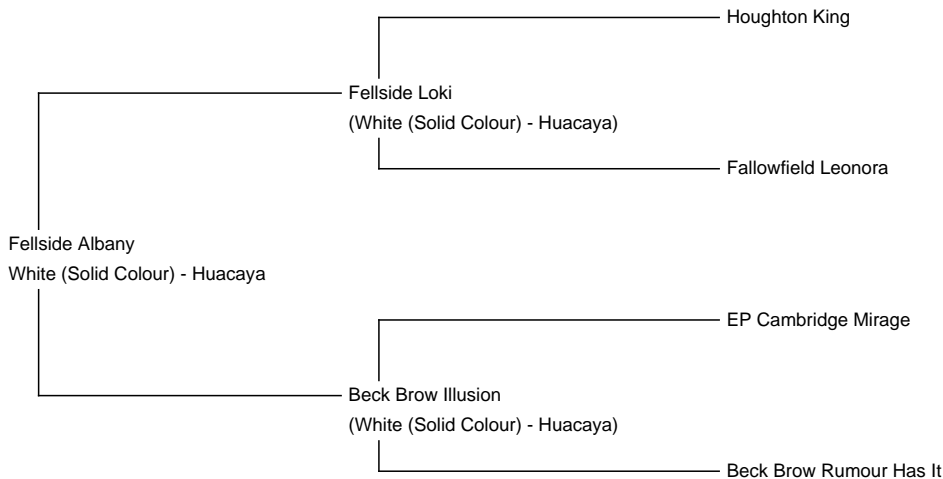 Houghton King
Fellside Loki
(White (Solid Colour) - Huacaya)
Fallowfield Leonora
Fellside Albany
White (Solid Colour) - Huacaya
EP Cambridge Mirage
Beck Brow Illusion
(White (Solid Colour) - Huacaya)
Beck Brow Rumour Has It